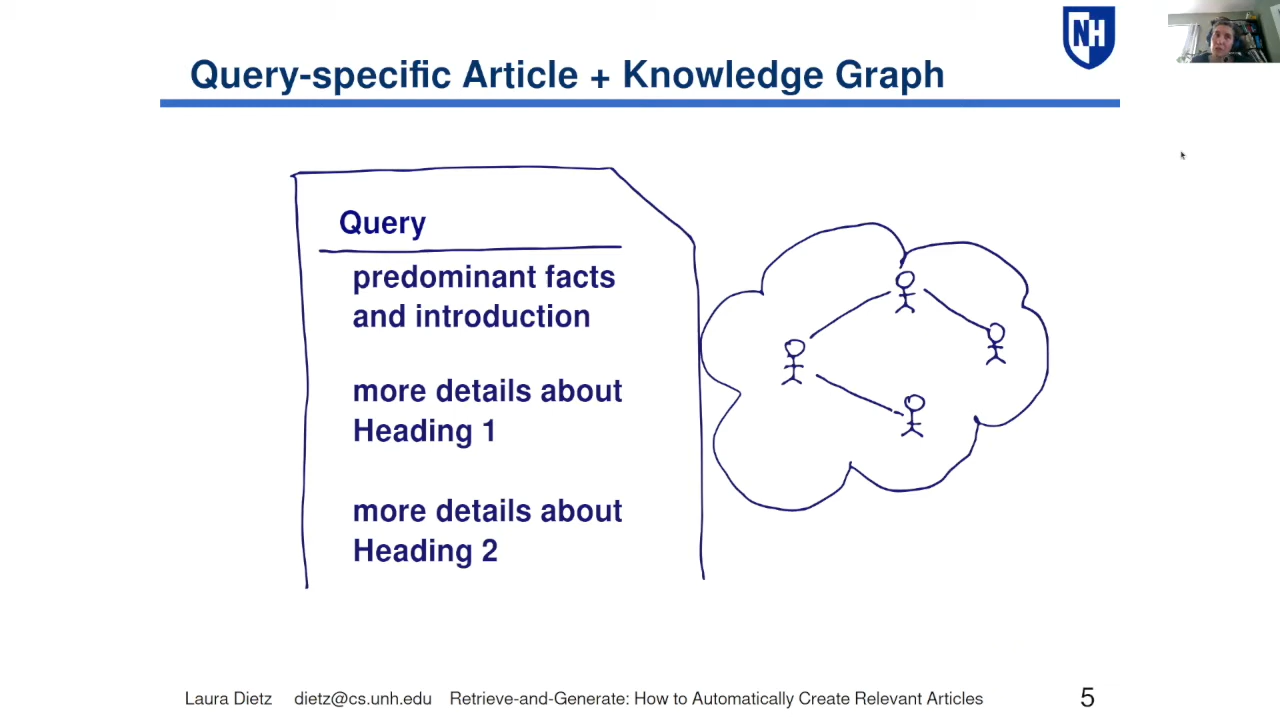 NH
Query-specific Article + Knowledge Graph
Query
predominant facts
and introduction
more details about
Heading 1
more details about
Heading 2
Laura Dietz dietz@cs.unh.edu Retrieve-and-Generate: How to Automatically Create Relevant Articles 5